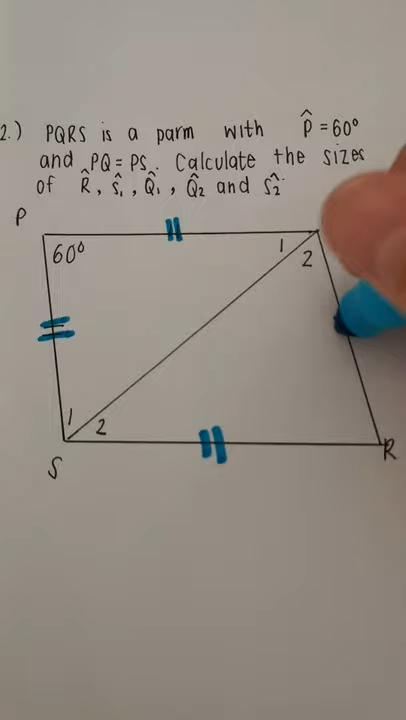 2.) PQRS is a parm with P̂ = 60°
and PQ = PS. Calculate the sizes
of R̂, Ŝ₁, Q̂₁, Q̂₂ and Ŝ₂.
P
60°
1
2
1
2
S
R